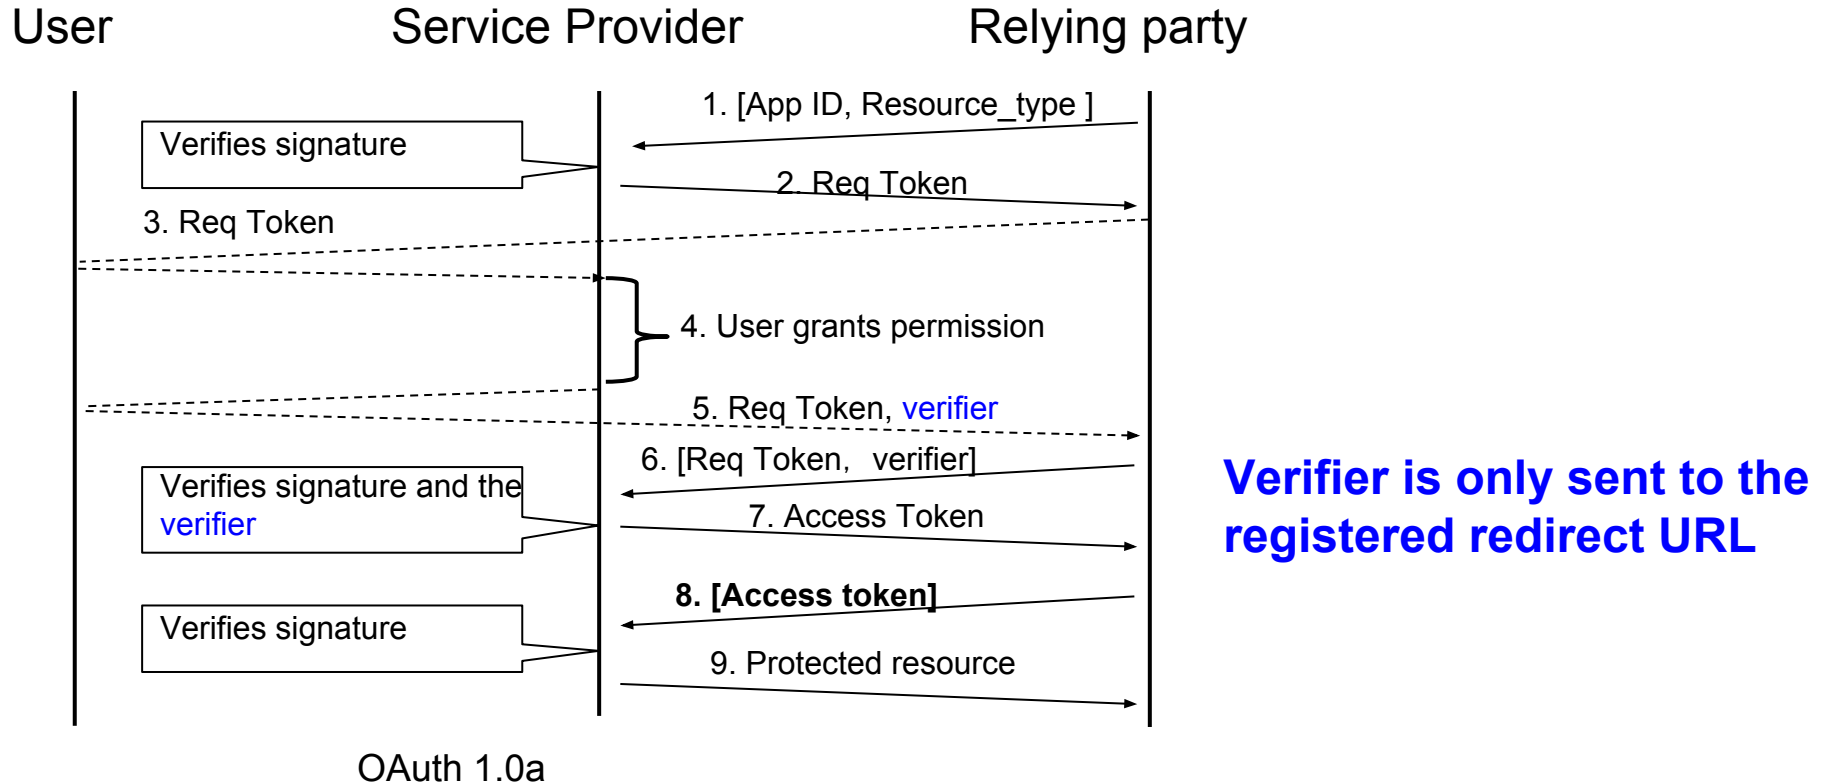 User
Service Provider
Relying party
1. [App ID, Resource_type ]
Verifies signature
2. Req Token
3. Req Token
4. User grants permission
5. Req Token, verifier
6. [Req Token, verifier]
Verifies signature and the
verifier
7. Access Token
Verifier is only sent to the
registered redirect URL
8. [Access token]
Verifies signature
9. Protected resource
OAuth 1.0a